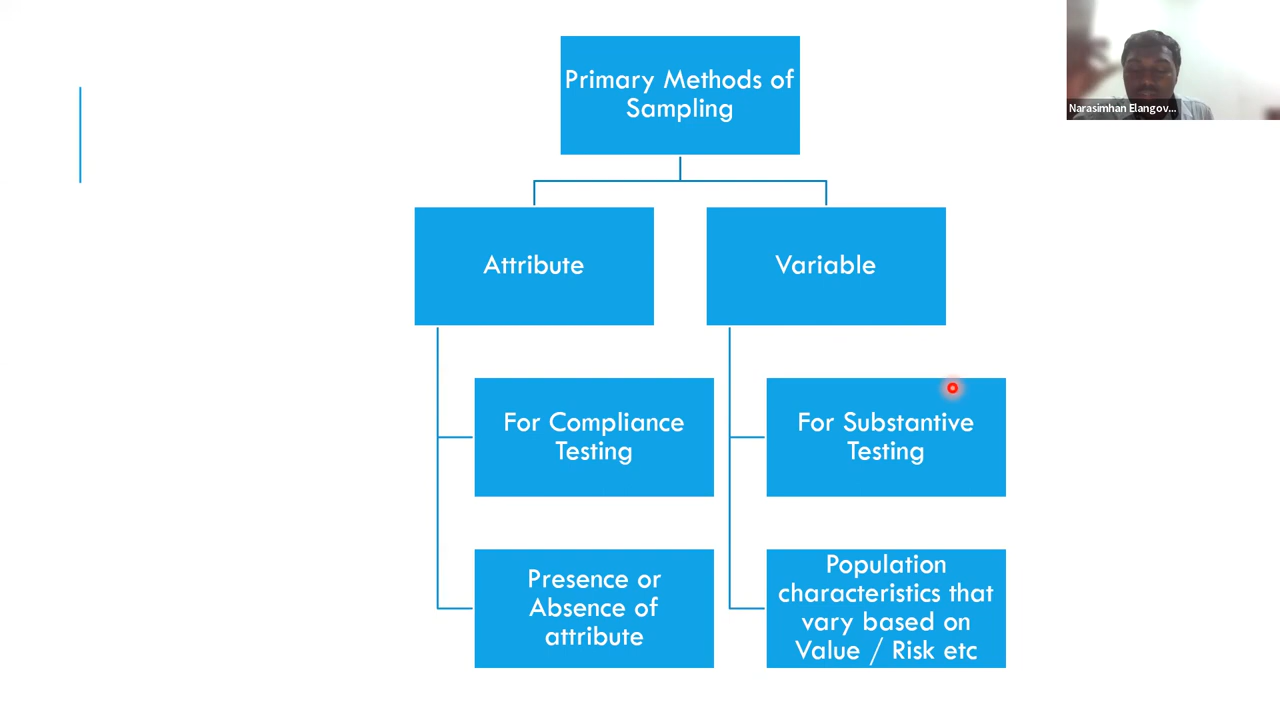 Primary Methods of
Sampling
Narasimhan Elangov...
Attribute
Variable
For Compliance
Testing
For Substantive
Testing
Presence or
Absence of
attribute
Population
characteristics that
vary based on
Value / Risk etc